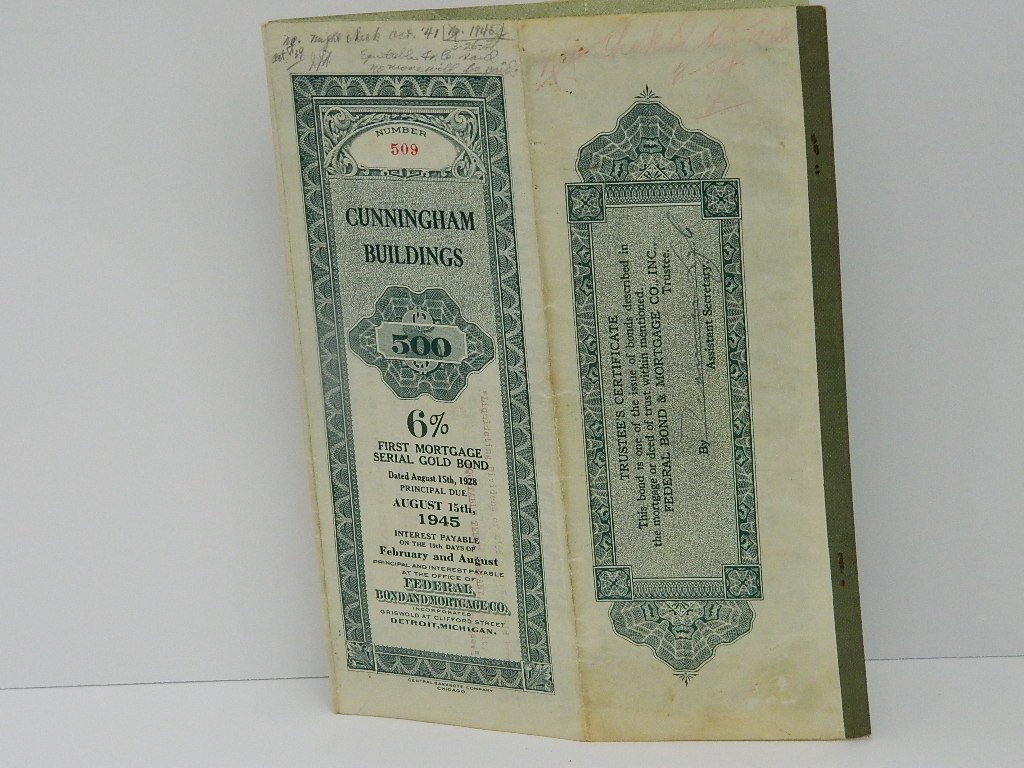 check Oct. '41
NUMBER
509
CUNNINGHAM
BUILDINGS
500
6%
FIRST MORTGAGE
SERIAL GOLD BOND
Dated August 15th, 1928
PRINCIPAL DUE
AUGUST 15th,
1945
INTEREST PAYABLE
ON THE 15th DAYS OF
February and August
PRINCIPAL AND INTEREST PAYABLE
AT THE OFFICE OF
FEDERAL
BOND AND MORTGAGE CO.
INCORPORATED
GRISWOLD AT CLIFFORD STREET
DETROIT, MICHIGAN.
CENTRAL BANKNOTE COMPANY
CHICAGO
TRUSTEE'S CERTIFICATE
This bond is one of the issue of bonds described in
the mortgage or deed of trust within mentioned.
FEDERAL BOND & MORTGAGE CO., INC.,
Trustee.
By
Assistant Secretary